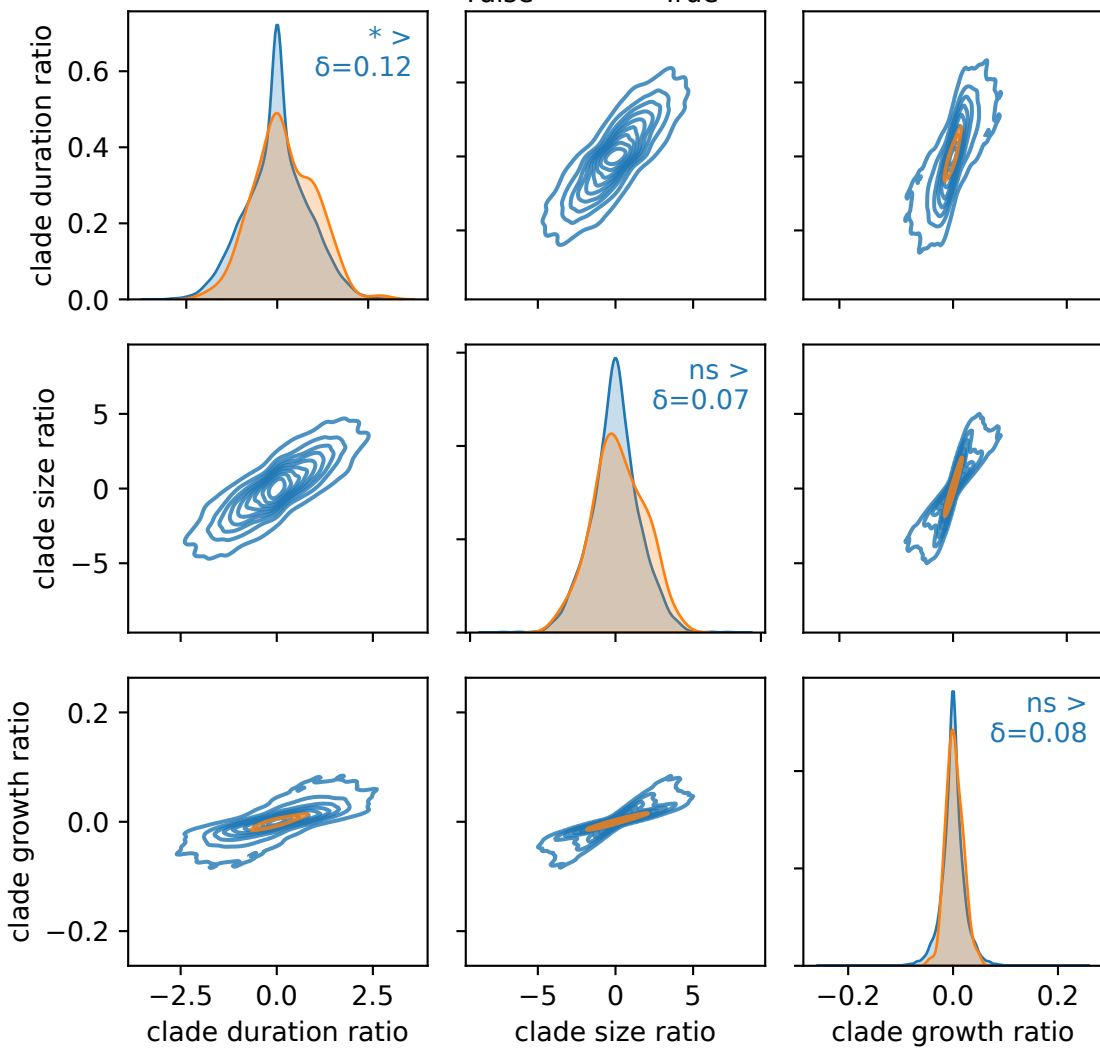 True
clade duration ratio
0.6
0.4
0.2
0.0
* >
δ=0.12
clade size ratio
5
0
−5
ns >
δ=0.07
clade growth ratio
0.2
0.0
−0.2
ns >
δ=0.08
−2.5 0.0 2.5
−5 0 5
−0.2 0.0 0.2
clade duration ratio
clade size ratio
clade growth ratio